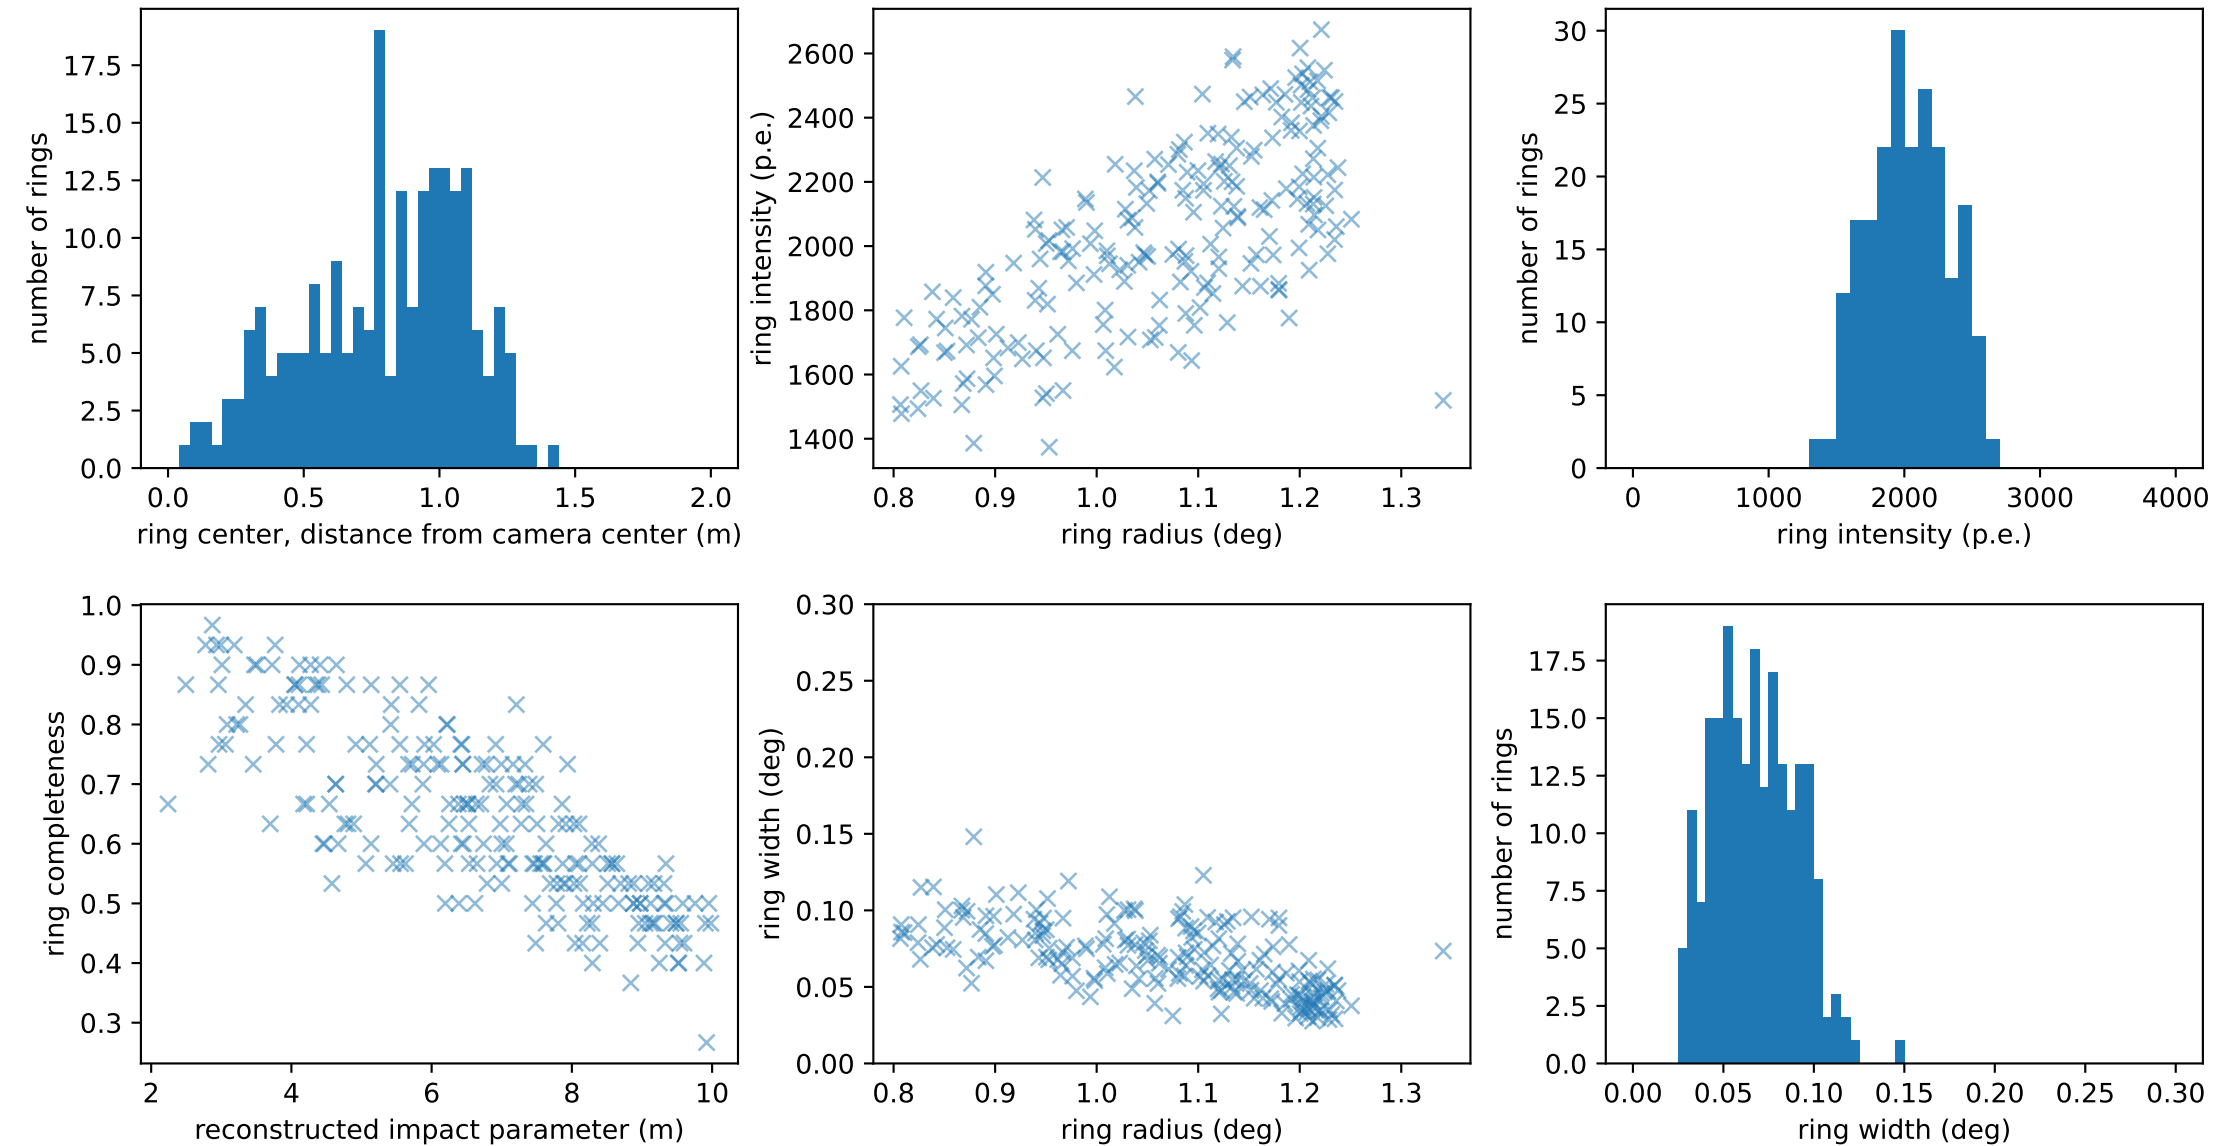 number of rings
17.5
15.0
12.5
10.0
7.5
5.0
2.5
0.0
0.0 0.5 1.0 1.5 2.0
ring center, distance from camera center (m)
ring intensity (p.e.)
2600
2400
2200
2000
1800
1600
1400
0.8 0.9 1.0 1.1 1.2 1.3
ring radius (deg)
number of rings
30
25
20
15
10
5
0
0 1000 2000 3000 4000
ring intensity (p.e.)
ring completeness
1.0
0.9
0.8
0.7
0.6
0.5
0.4
0.3
2 4 6 8 10
reconstructed impact parameter (m)
ring width (deg)
0.30
0.25
0.20
0.15
0.10
0.05
0.00
0.8 0.9 1.0 1.1 1.2 1.3
ring radius (deg)
number of rings
17.5
15.0
12.5
10.0
7.5
5.0
2.5
0.0
0.00 0.05 0.10 0.15 0.20 0.25 0.30
ring width (deg)